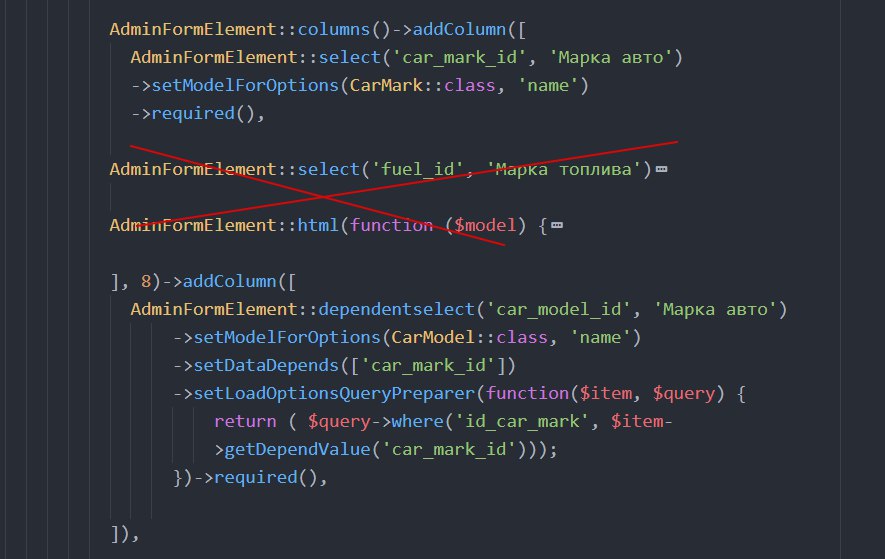 AdminFormElement::columns()->addColumn([
AdminFormElement::select('car_mark_id', 'Марка авто')
->setModelForOptions(CarMark::class, 'name')
->required(),
AdminFormElement::select('fuel_id', 'Марка топлива')
AdminFormElement::html(function ($model) {
], 8)->addColumn([
AdminFormElement::dependentselect('car_model_id', 'Марка авто')
->setModelForOptions(CarModel::class, 'name')
->setDataDepends(['car_mark_id'])
->setLoadOptionsQueryPreparer(function($item, $query) {
return ( $query->where('id_car_mark', $item-
>getDependValue('car_mark_id')));
})->required(),
]),